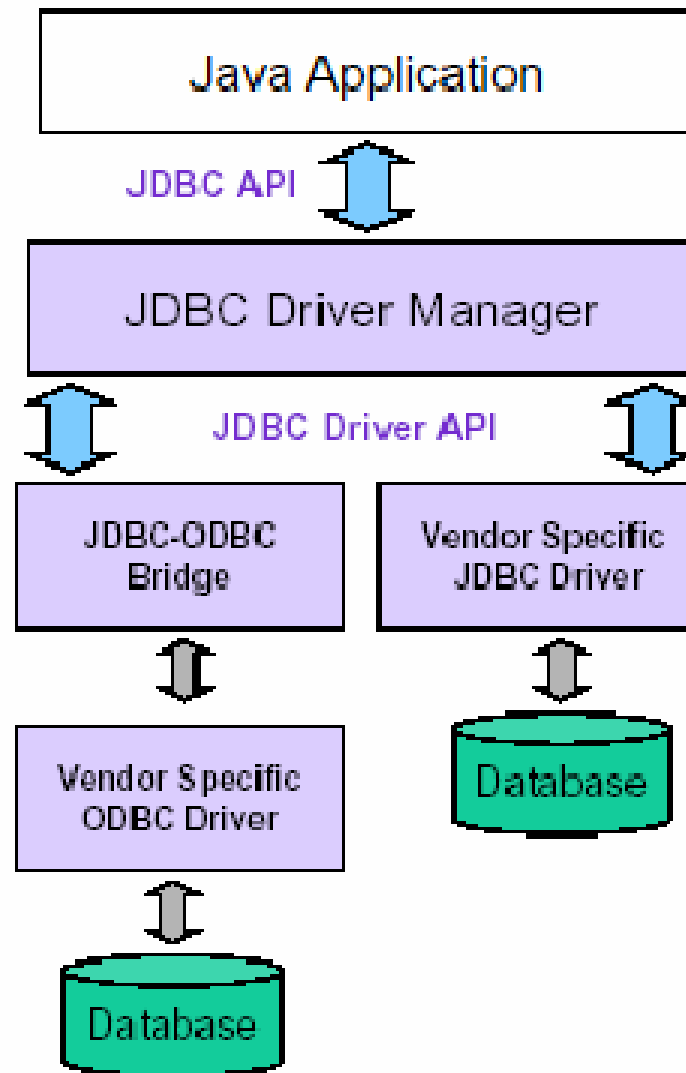 Java Application
JDBC API
JDBC Driver Manager
JDBC Driver API
JDBC-ODBC
Bridge
Vendor Specific
JDBC Driver
Vendor Specific
ODBC Driver
Database
Database